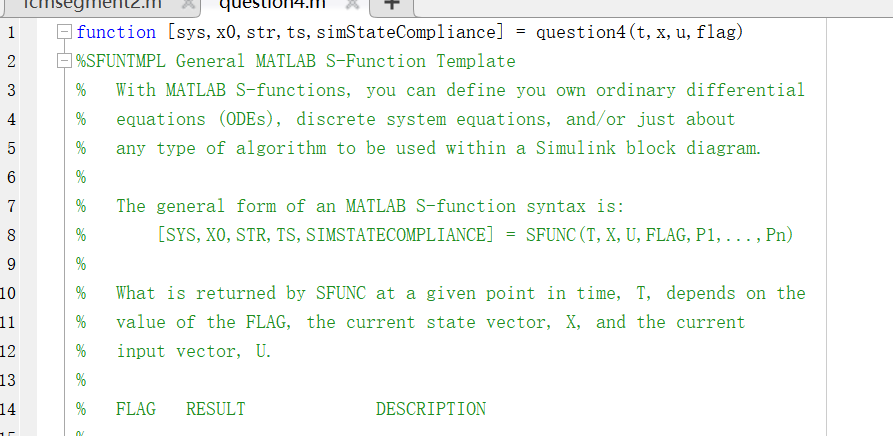 question4.m
1 function [sys,x0,str,ts,simStateCompliance] = question4(t,x,u,flag)
2 %SFUNTMPL General MATLAB S-Function Template
3 % With MATLAB S-functions, you can define you own ordinary differential
4 % equations (ODEs), discrete system equations, and/or just about
5 % any type of algorithm to be used within a Simulink block diagram.
6 %
7 % The general form of an MATLAB S-function syntax is:
8 % [SYS,X0,STR,TS,SIMSTATECOMPLIANCE] = SFUNC(T,X,U,FLAG,P1,...,Pn)
9 %
10 % What is returned by SFUNC at a given point in time, T, depends on the
11 % value of the FLAG, the current state vector, X, and the current
12 % input vector, U.
13 %
14 % FLAG RESULT DESCRIPTION
15 %